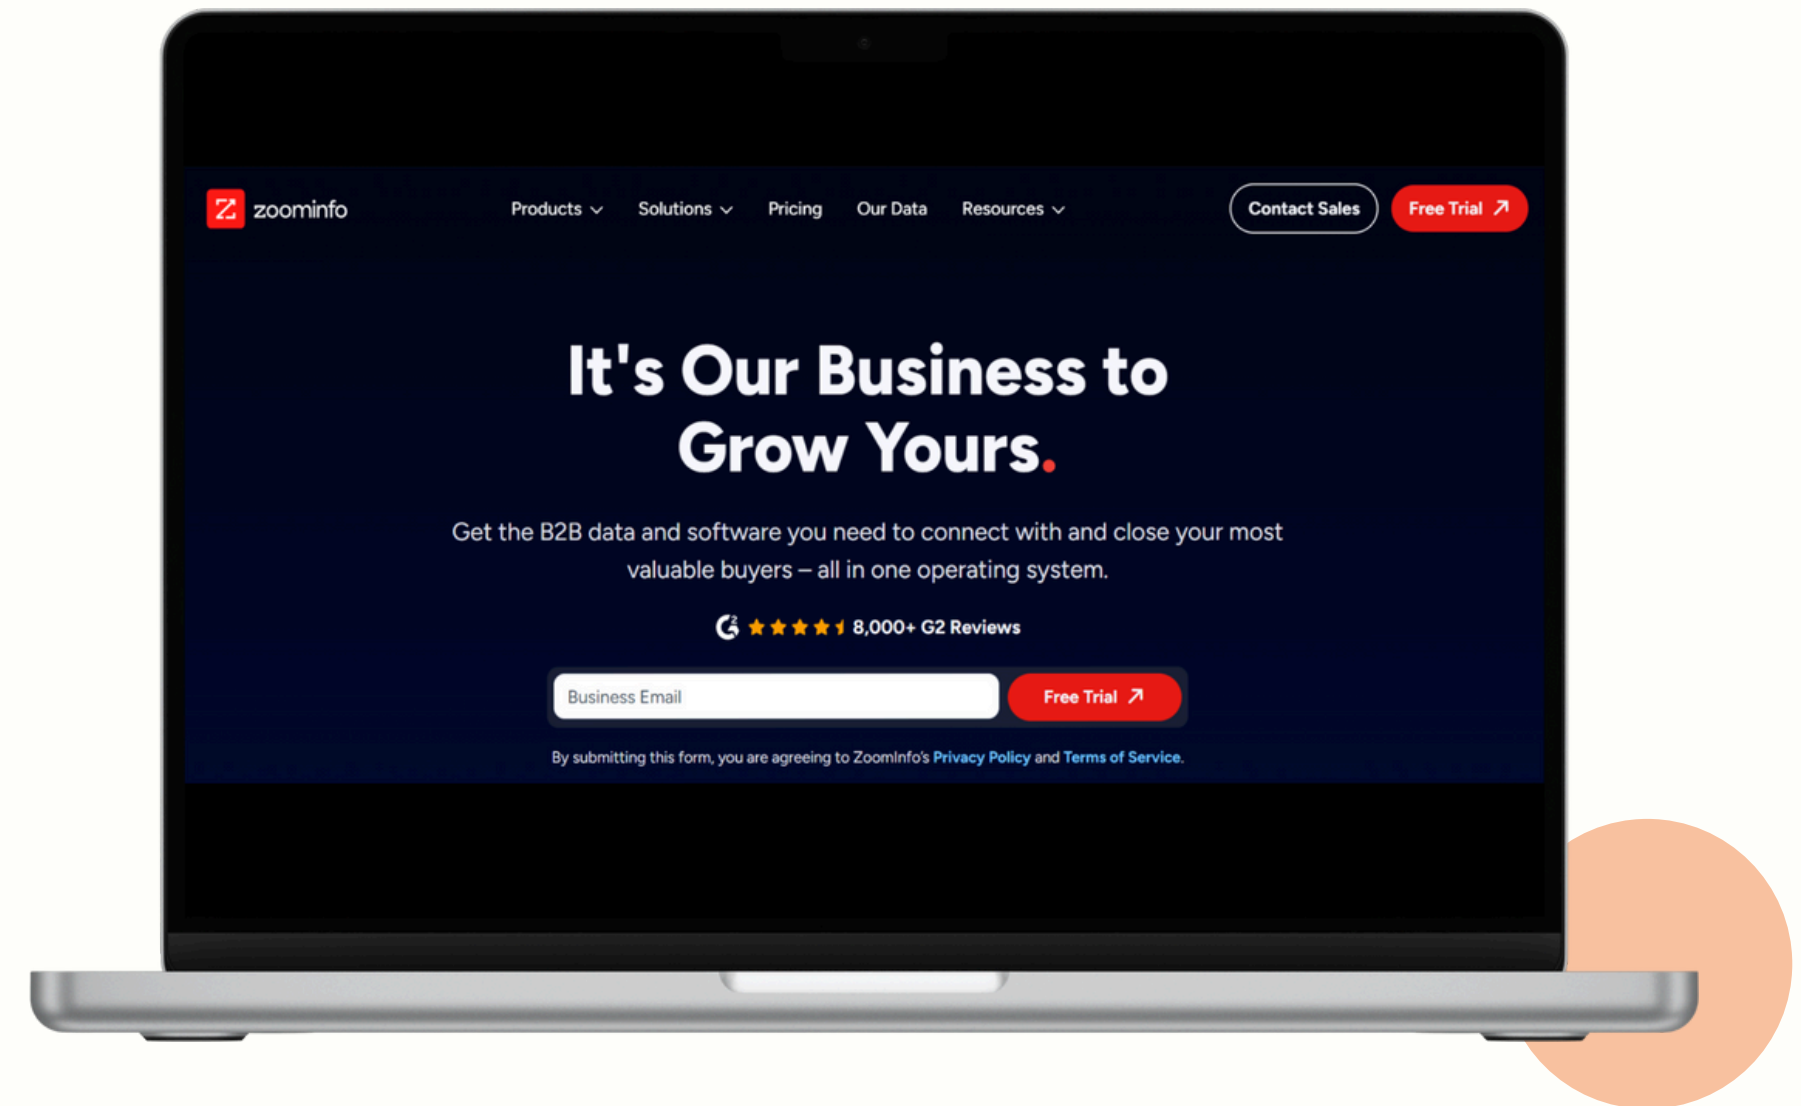 zoominfo
Products
Solutions
Pricing
Our Data
Resources
Contact Sales
Free Trial
It's Our Business to
Grow Yours.
Get the B2B data and software you need to connect with and close your most
valuable buyers – all in one operating system.
G2 8,000+ G2 Reviews
Business Email
Free Trial
By submitting this form, you are agreeing to ZoomInfo's Privacy Policy and Terms of Service.